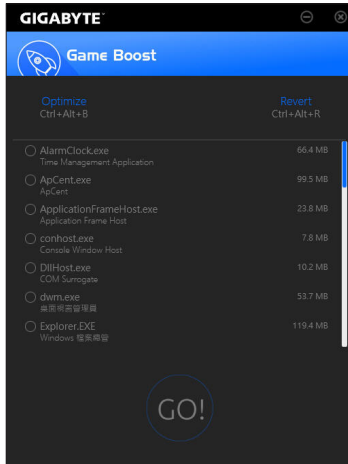 GIGABYTE
Game Boost
Optimize Revert
Ctrl+Alt+B Ctrl+Alt+R
AlarmClock.exe 66.4 MB
Time Management Application
ApCent.exe 99.5 MB
ApCent
ApplicationFrameHost.exe 23.8 MB
Application Frame Host
conhost.exe 7.8 MB
Console Window Host
DllHost.exe 10.2 MB
COM Surrogate
dwm.exe 53.7 MB
桌面視窗管理員
Explorer.EXE 119.4 MB
Windows 檔案總管
GO!